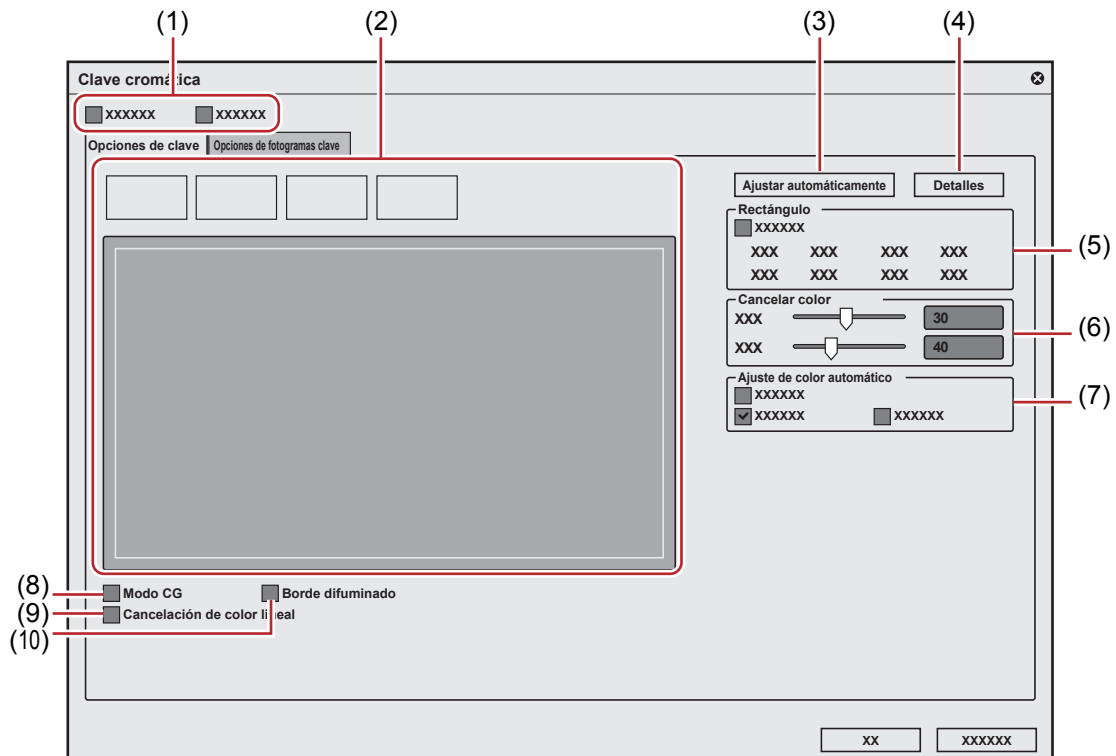 (1) (2) (3) (4)
Clave cromática
xxxxxx xxxxxx
Opciones de clave Opciones de fotogramas clave
Ajustar automáticamente Detalles
Rectángulo
xxxxxx
(5)
xxx xxx xxx xxx
xxx xxx xxx xxx
Cancelar color
xxx 30
(6)
xxx 40
Ajuste de color automático
(7)
xxxxxx
xxxxxx xxxxxx
(8) Modo CG Borde difuminado
(9) Cancelación de color lineal
(10)
xx xxxxxx